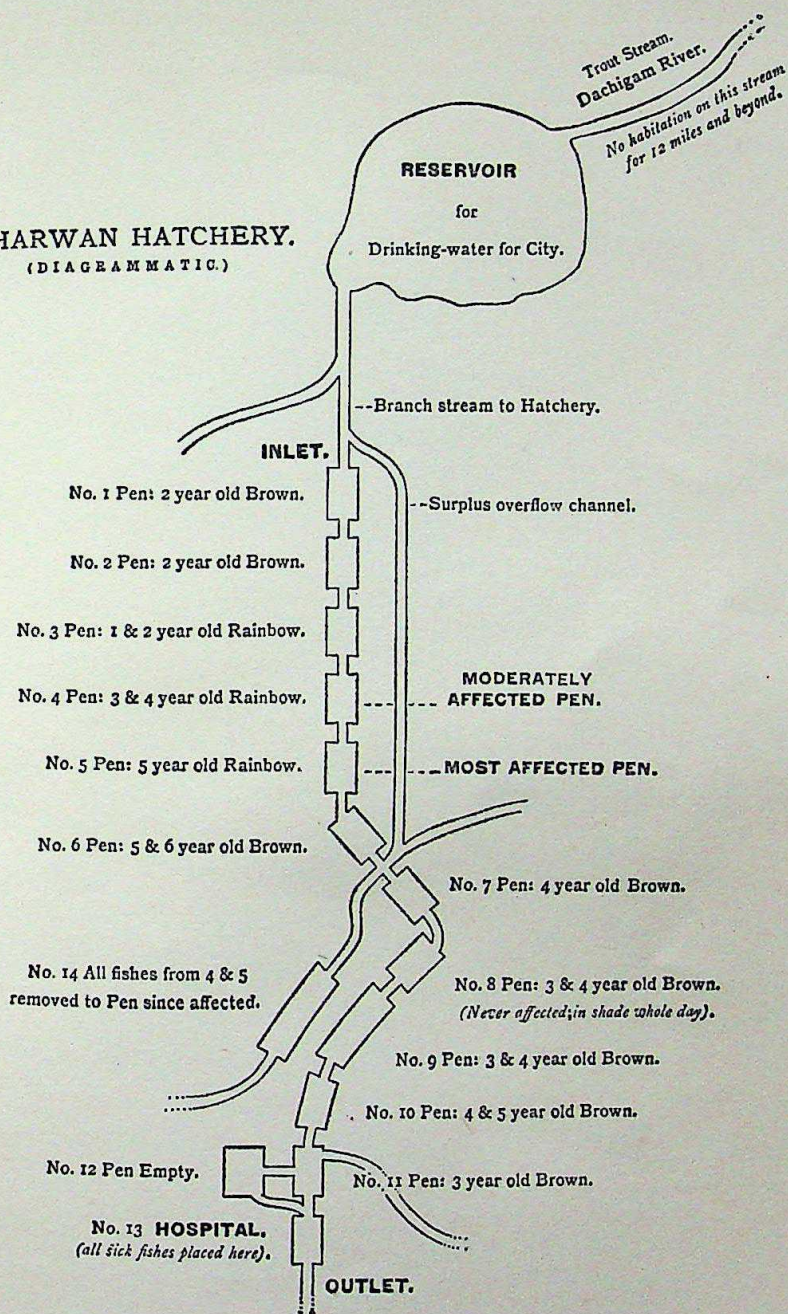 Trout Stream.
Dachigam River.
No habitation on this stream
for 12 miles and beyond.
RESERVOIR
for
Drinking-water for City.
HARWAN HATCHERY.
(DIAGRAMMATIC.)
--Branch stream to Hatchery.
INLET.
No. 1 Pen: 2 year old Brown.
--Surplus overflow channel.
No. 2 Pen: 2 year old Brown.
No. 3 Pen: 1 & 2 year old Rainbow.
No. 4 Pen: 3 & 4 year old Rainbow.
MODERATELY
AFFECTED PEN.
No. 5 Pen: 5 year old Rainbow.
MOST AFFECTED PEN.
No. 6 Pen: 5 & 6 year old Brown.
No. 7 Pen: 4 year old Brown.
No. 14 All fishes from 4 & 5
removed to Pen since affected.
No. 8 Pen: 3 & 4 year old Brown.
(Never affected; in shade whole day).
No. 9 Pen: 3 & 4 year old Brown.
No. 10 Pen: 4 & 5 year old Brown.
No. 12 Pen Empty.
No. 11 Pen: 3 year old Brown.
No. 13 HOSPITAL.
(all sick fishes placed here).
OUTLET.